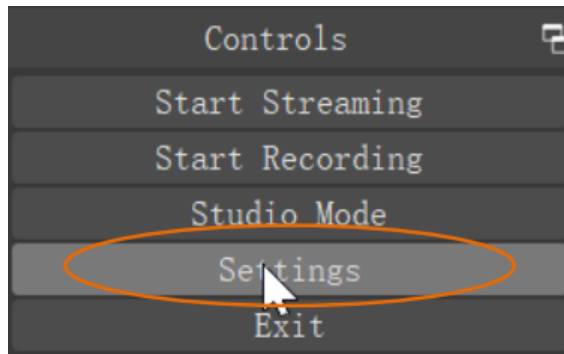 Controls
Start Streaming
Start Recording
Studio Mode
Settings
Exit